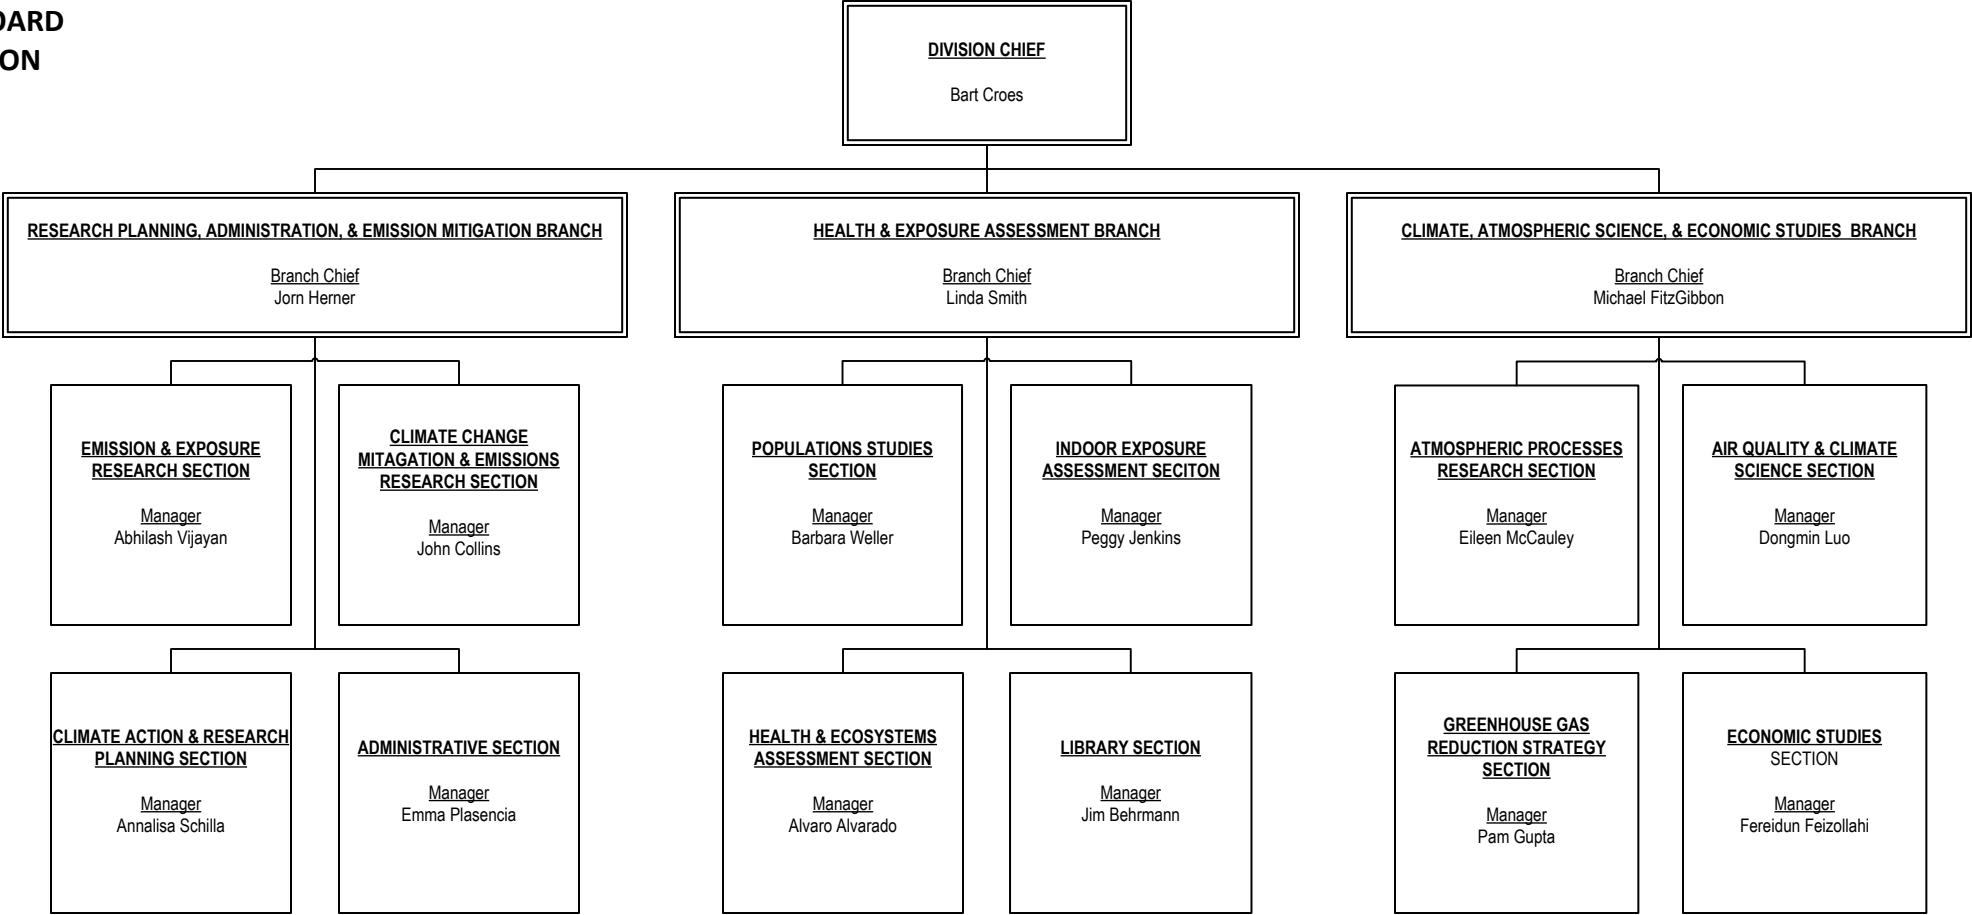 OARD
ION
DIVISION CHIEF
Bart Croes
RESEARCH PLANNING, ADMINISTRATION, & EMISSION MITIGATION BRANCH
Branch Chief
Jorn Herner
HEALTH & EXPOSURE ASSESSMENT BRANCH
Branch Chief
Linda Smith
CLIMATE, ATMOSPHERIC SCIENCE, & ECONOMIC STUDIES BRANCH
Branch Chief
Michael FitzGibbon
EMISSION & EXPOSURE
RESEARCH SECTION
Manager
Abhilash Vijayan
CLIMATE CHANGE
MITAGATION & EMISSIONS
RESEARCH SECTION
Manager
John Collins
POPULATIONS STUDIES
SECTION
Manager
Barbara Weller
INDOOR EXPOSURE
ASSESSMENT SECITON
Manager
Peggy Jenkins
ATMOSPHERIC PROCESSES
RESEARCH SECTION
Manager
Eileen McCauley
AIR QUALITY & CLIMATE
SCIENCE SECTION
Manager
Dongmin Luo
CLIMATE ACTION & RESEARCH
PLANNING SECTION
Manager
Annalisa Schilla
ADMINISTRATIVE SECTION
Manager
Emma Plasencia
HEALTH & ECOSYSTEMS
ASSESSMENT SECTION
Manager
Alvaro Alvarado
LIBRARY SECTION
Manager
Jim Behrmann
GREENHOUSE GAS
REDUCTION STRATEGY
SECTION
Manager
Pam Gupta
ECONOMIC STUDIES
SECTION
Manager
Fereidun Feizollahi